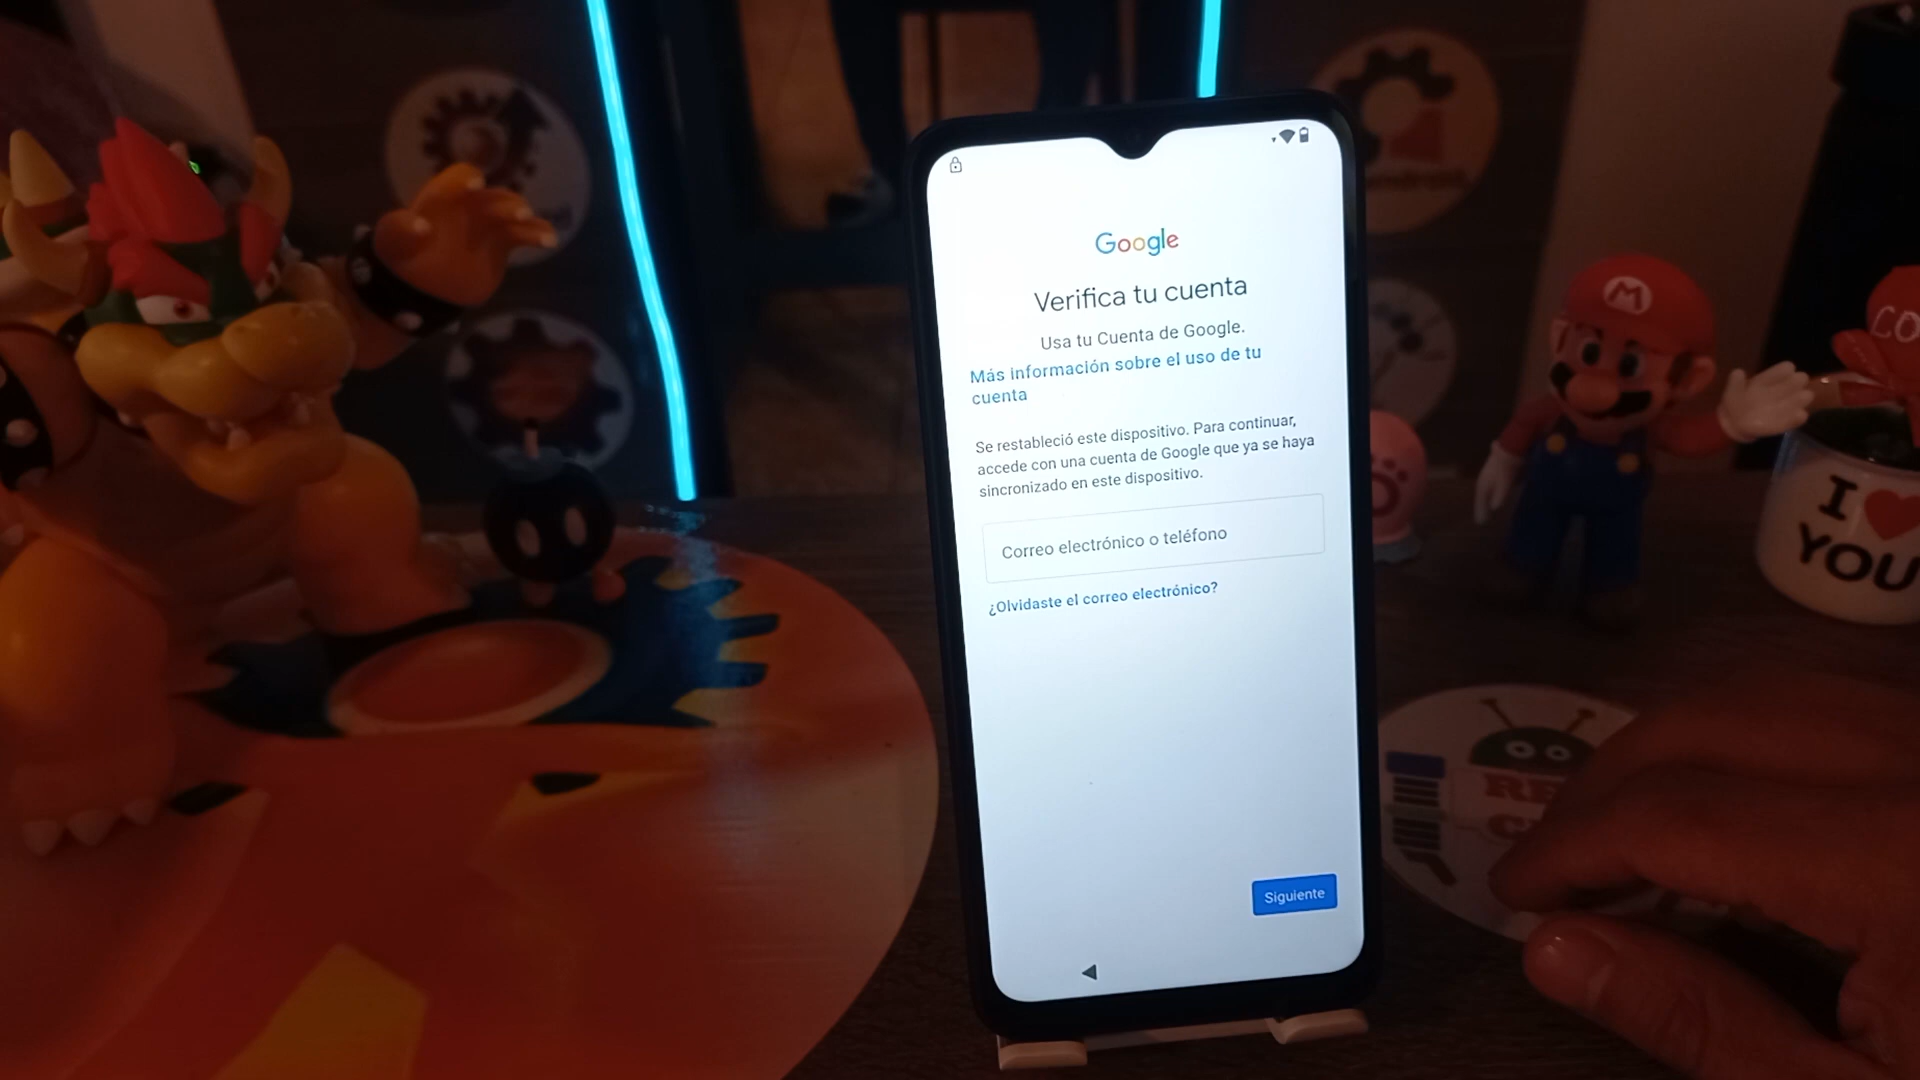 Google
Verifica tu cuenta
Usa tu Cuenta de Google.
Más información sobre el uso de tu
cuenta
Se restableció este dispositivo. Para continuar,
accede con una cuenta de Google que ya se haya
sincronizado en este dispositivo.
Correo electrónico o teléfono
¿Olvidaste el correo electrónico?
Siguiente
M
I
YOU